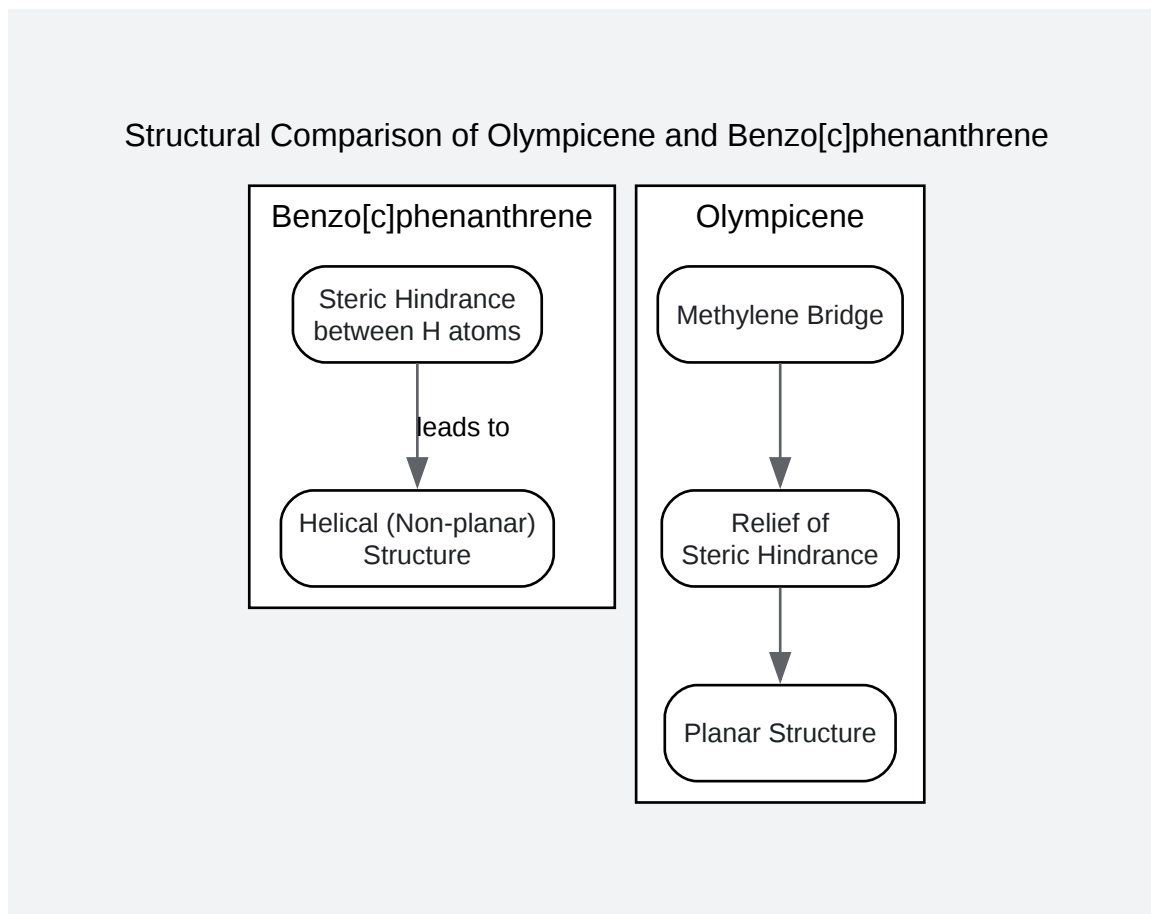 Structural Comparison of Olympicene and Benzo[c]phenanthrene
Benzo[c]phenanthrene
Steric Hindrance
between H atoms
leads to
Helical (Non-planar)
Structure
Olympicene
Methylene Bridge
Relief of
Steric Hindrance
Planar Structure